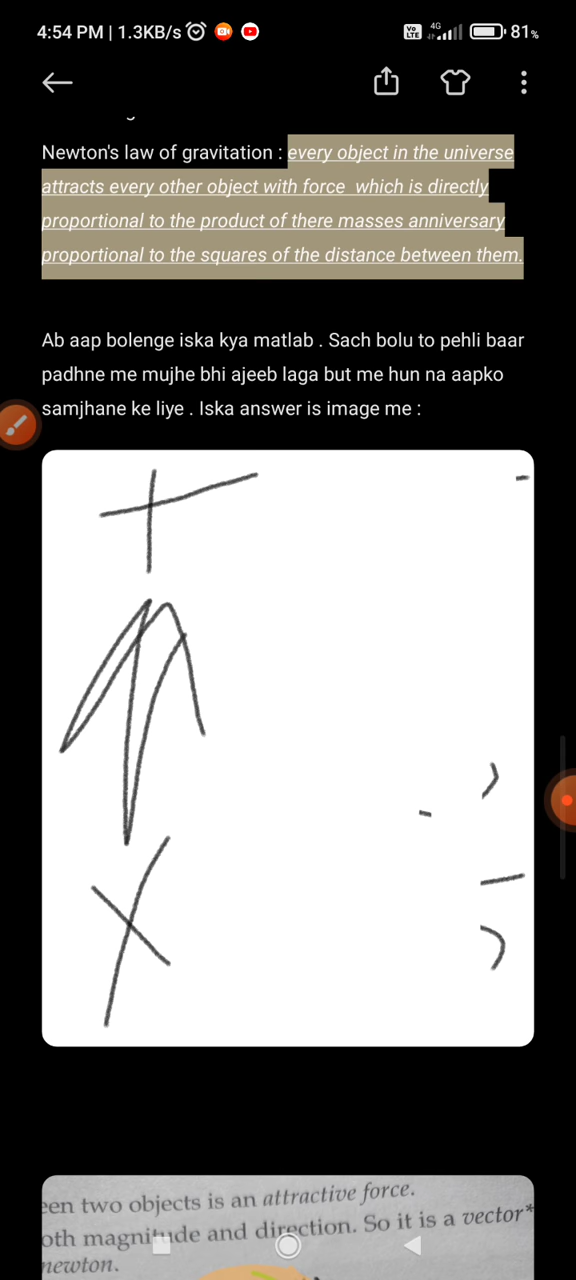 4:54 PM | 1.3KB/s
Vo LTE 4G 81%
Newton's law of gravitation : every object in the universe
attracts every other object with force which is directly
proportional to the product of there masses anniversary
proportional to the squares of the distance between them.
Ab aap bolenge iska kya matlab . Sach bolu to pehli baar
padhne me mujhe bhi ajeeb laga but me hun na aapko
samjhane ke liye . Iska answer is image me :
een two objects is an attractive force.
oth magnitude and direction. So it is a vector*
newton.